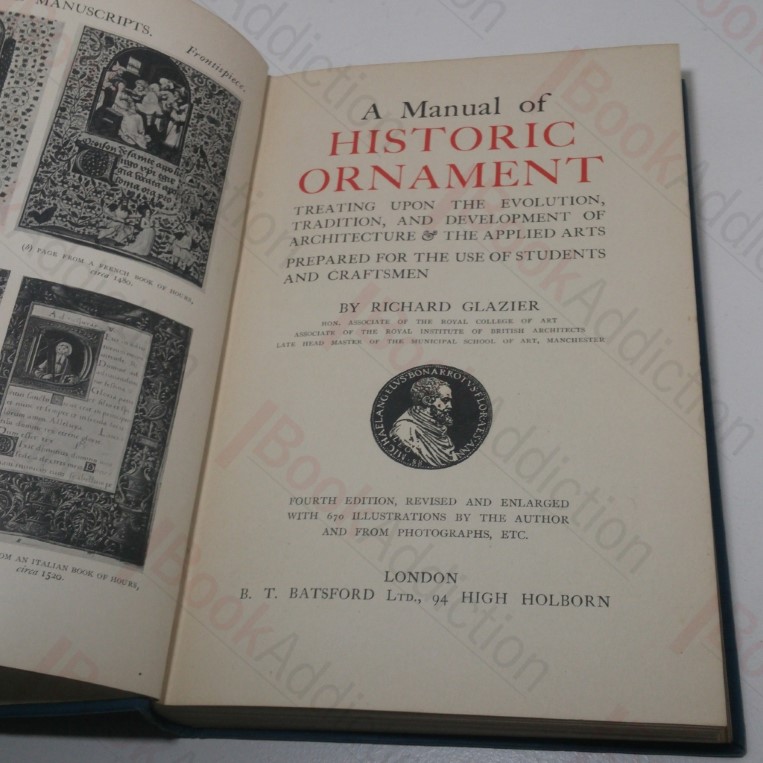 MANUSCRIPTS.
Frontispiece.
(d) PAGE FROM A FRENCH BOOK OF HOURS,
circa 1480.
AN ITALIAN BOOK OF HOURS,
circa 1520.
A Manual of
HISTORIC
ORNAMENT
TREATING UPON THE EVOLUTION,
TRADITION, AND DEVELOPMENT OF
ARCHITECTURE & THE APPLIED ARTS
PREPARED FOR THE USE OF STUDENTS
AND CRAFTSMEN
BY RICHARD GLAZIER
HON. ASSOCIATE OF THE ROYAL COLLEGE OF ART
ASSOCIATE OF THE ROYAL INSTITUTE OF BRITISH ARCHITECTS
LATE HEAD MASTER OF THE MUNICIPAL SCHOOL OF ART, MANCHESTER
MICHAELANGELVS BONARROTVS FLOR
FOURTH EDITION, REVISED AND ENLARGED
WITH 670 ILLUSTRATIONS BY THE AUTHOR
AND FROM PHOTOGRAPHS, ETC.
LONDON
B. T. BATSFORD LTD., 94 HIGH HOLBORN
BookAddiction